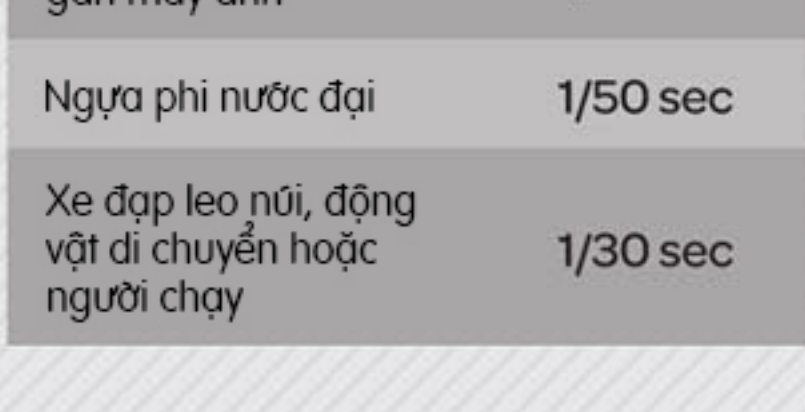 Ngựa phi nước đại
1/50 sec
Xe đạp leo núi, động
vật di chuyển hoặc
người chạy
1/30 sec